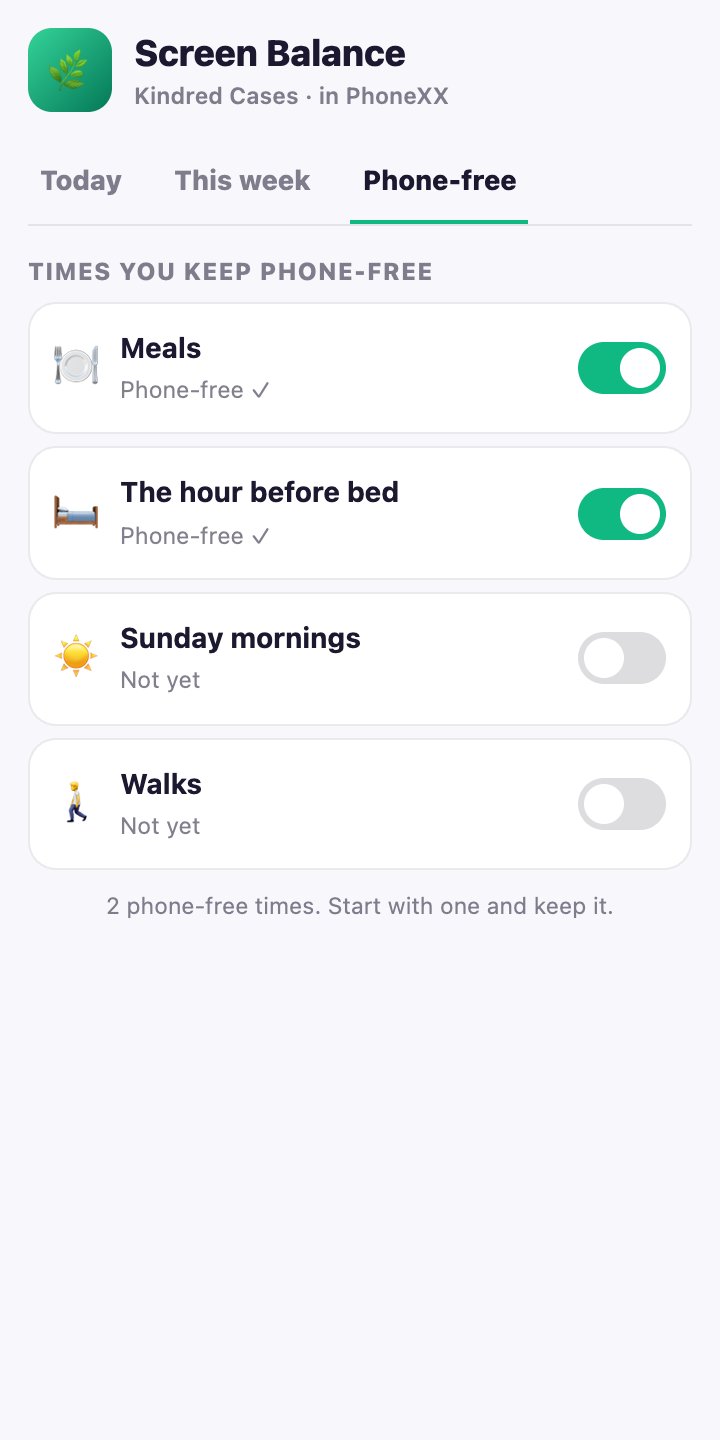 Screen Balance
Kindred Cases · in PhoneXX
Today This week Phone-free
TIMES YOU KEEP PHONE-FREE
Meals
Phone-free ✓
The hour before bed
Phone-free ✓
Sunday mornings
Not yet
Walks
Not yet
2 phone-free times. Start with one and keep it.